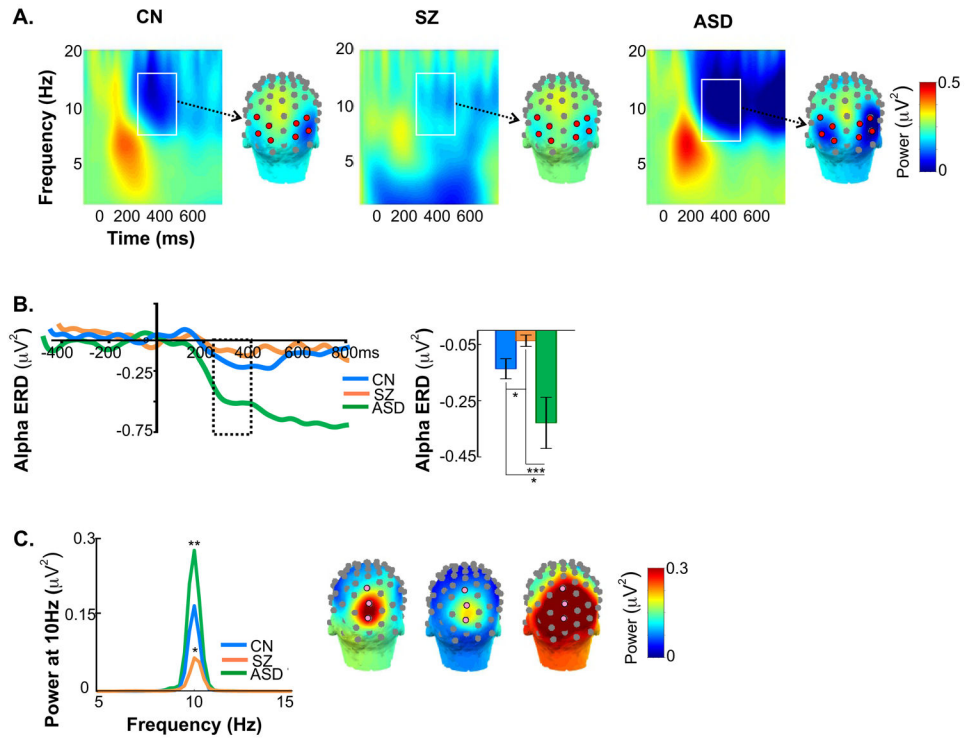 A.
CN
SZ
ASD
Frequency (Hz)
20
10
5
20
10
5
20
10
5
0 200 400 600
0 200 400 600
0 200 400 600
Time (ms)
Power (μV²)
0.5
0
B.
Alpha ERD (μV²)
-400
-200
0
200
400
600
800ms
-0.25
-0.75
CN
SZ
ASD
Alpha ERD (μV²)
-0.05
-0.25
-0.45
*
***
*
C.
Power at 10Hz (μV²)
0.3
0.15
0
**
*
CN
SZ
ASD
5
10
15
Frequency (Hz)
Power (μV²)
0.3
0